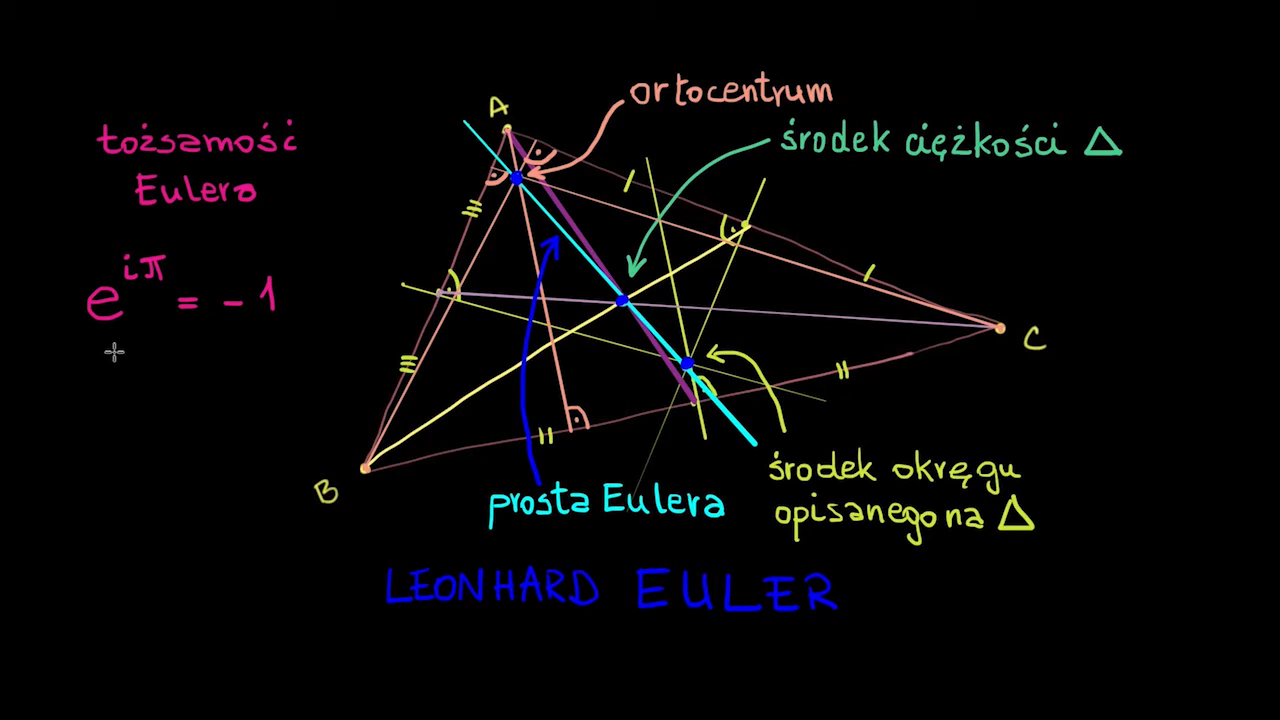 tożsamość
Eulera
e^{iπ} = -1
A
ortocentrum
środek ciężkości Δ
C
B
prosta Eulera
środek okręgu
opisanego na Δ
LEONHARD EULER